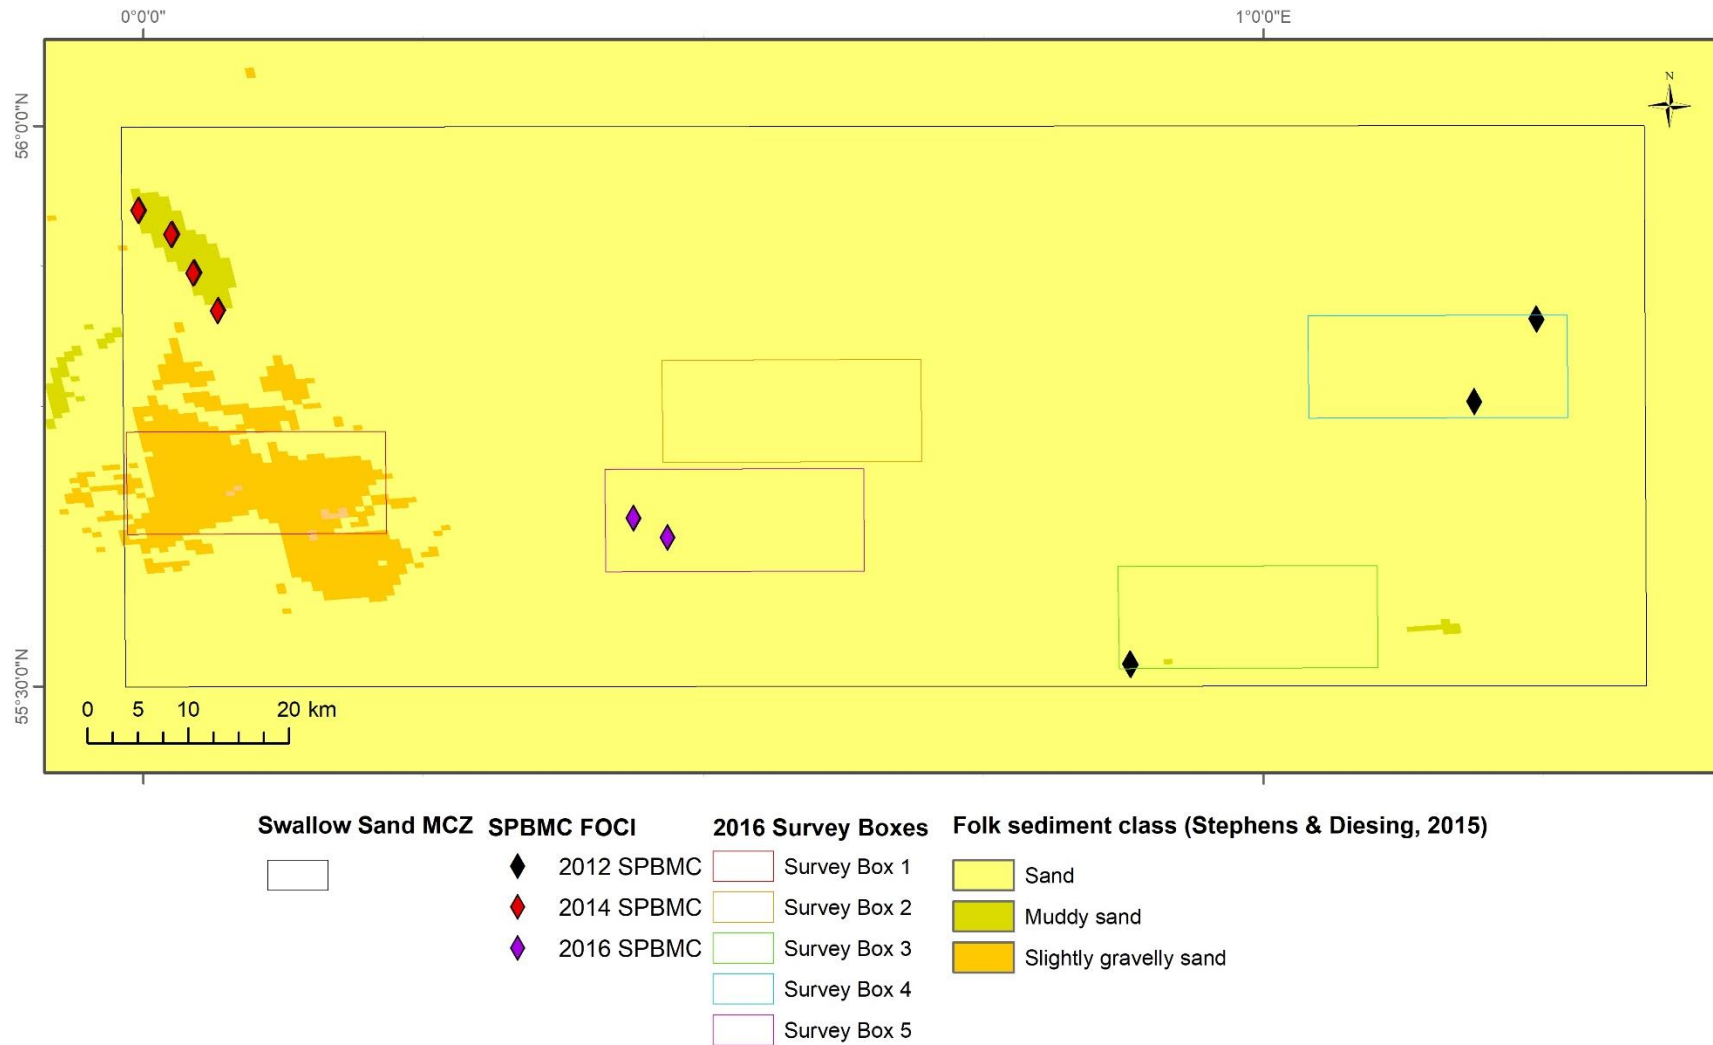 0°0'0" 1°0'0"E
N
56°0'0"N
55°30'0"N
0 5 10 20 km
Swallow Sand MCZ
SPBMC FOCI
2012 SPBMC
2014 SPBMC
2016 SPBMC
2016 Survey Boxes
Survey Box 1
Survey Box 2
Survey Box 3
Survey Box 4
Survey Box 5
Folk sediment class (Stephens & Diesing, 2015)
Sand
Muddy sand
Slightly gravelly sand